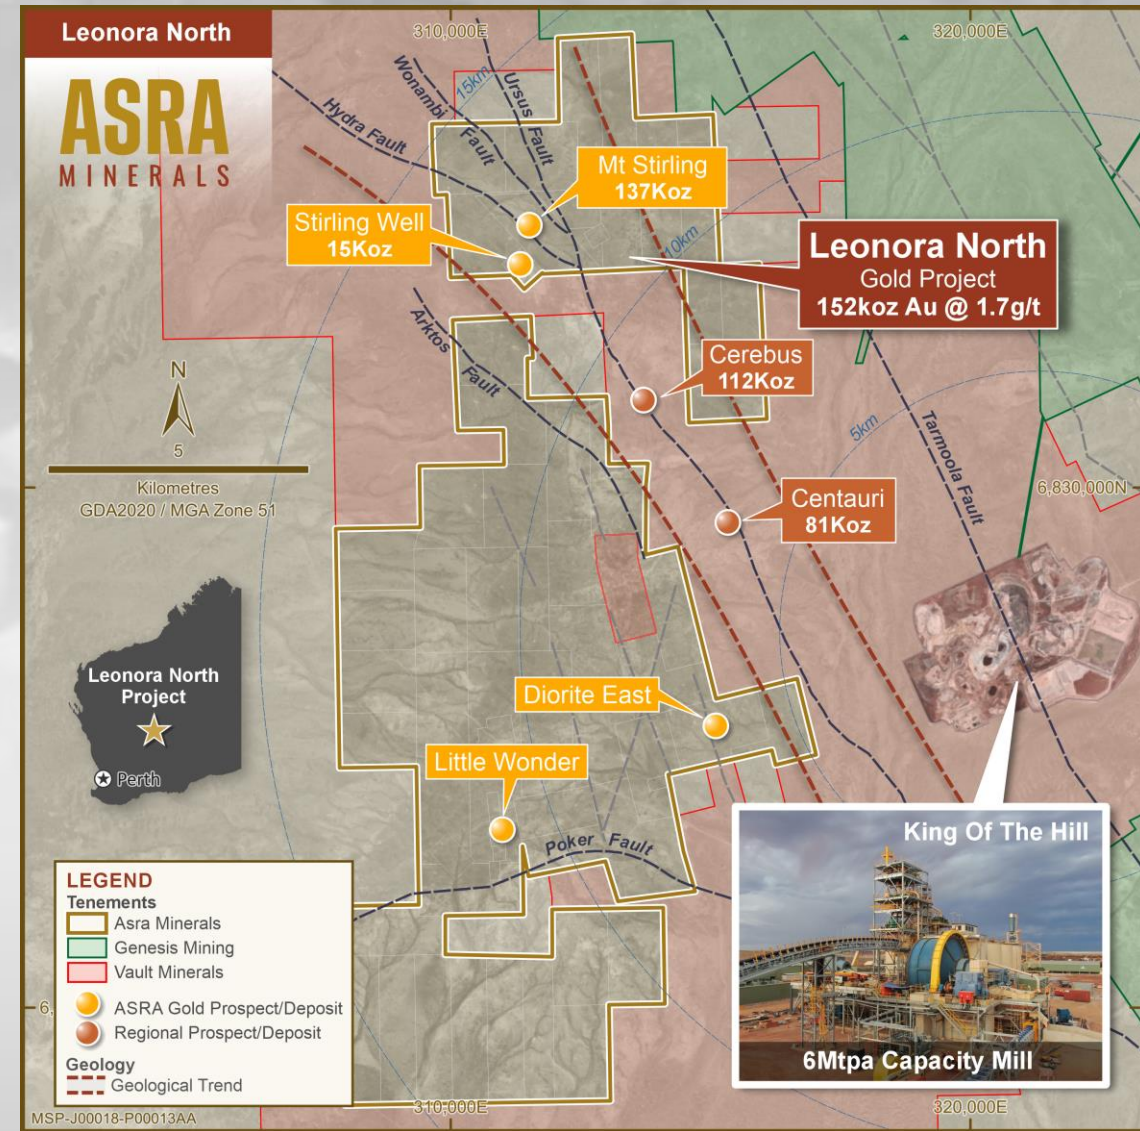 Leonora North
ASRA
MINERALS
310,000E
320,000E
Hydra Fault
Wonambi Fault
15km
Ursus Fault
Mt Stirling
137Koz
Stirling Well
15Koz
10km
Leonora North
Gold Project
152koz Au @ 1.7g/t
Arktos Fault
Cerebus
112Koz
5km
Tarmoola Fault
N
5
Kilometres
GDA2020 / MGA Zone 51
6,830,000N
Centauri
81Koz
Leonora North
Project
Perth
Diorite East
Little Wonder
Poker Fault
King Of The Hill
6Mtpa Capacity Mill
LEGEND
Tenements
Asra Minerals
Genesis Mining
Vault Minerals
ASRA Gold Prospect/Deposit
Regional Prospect/Deposit
Geology
Geological Trend
MSP-J00018-P00013AA
6,
310,000E
320,000E